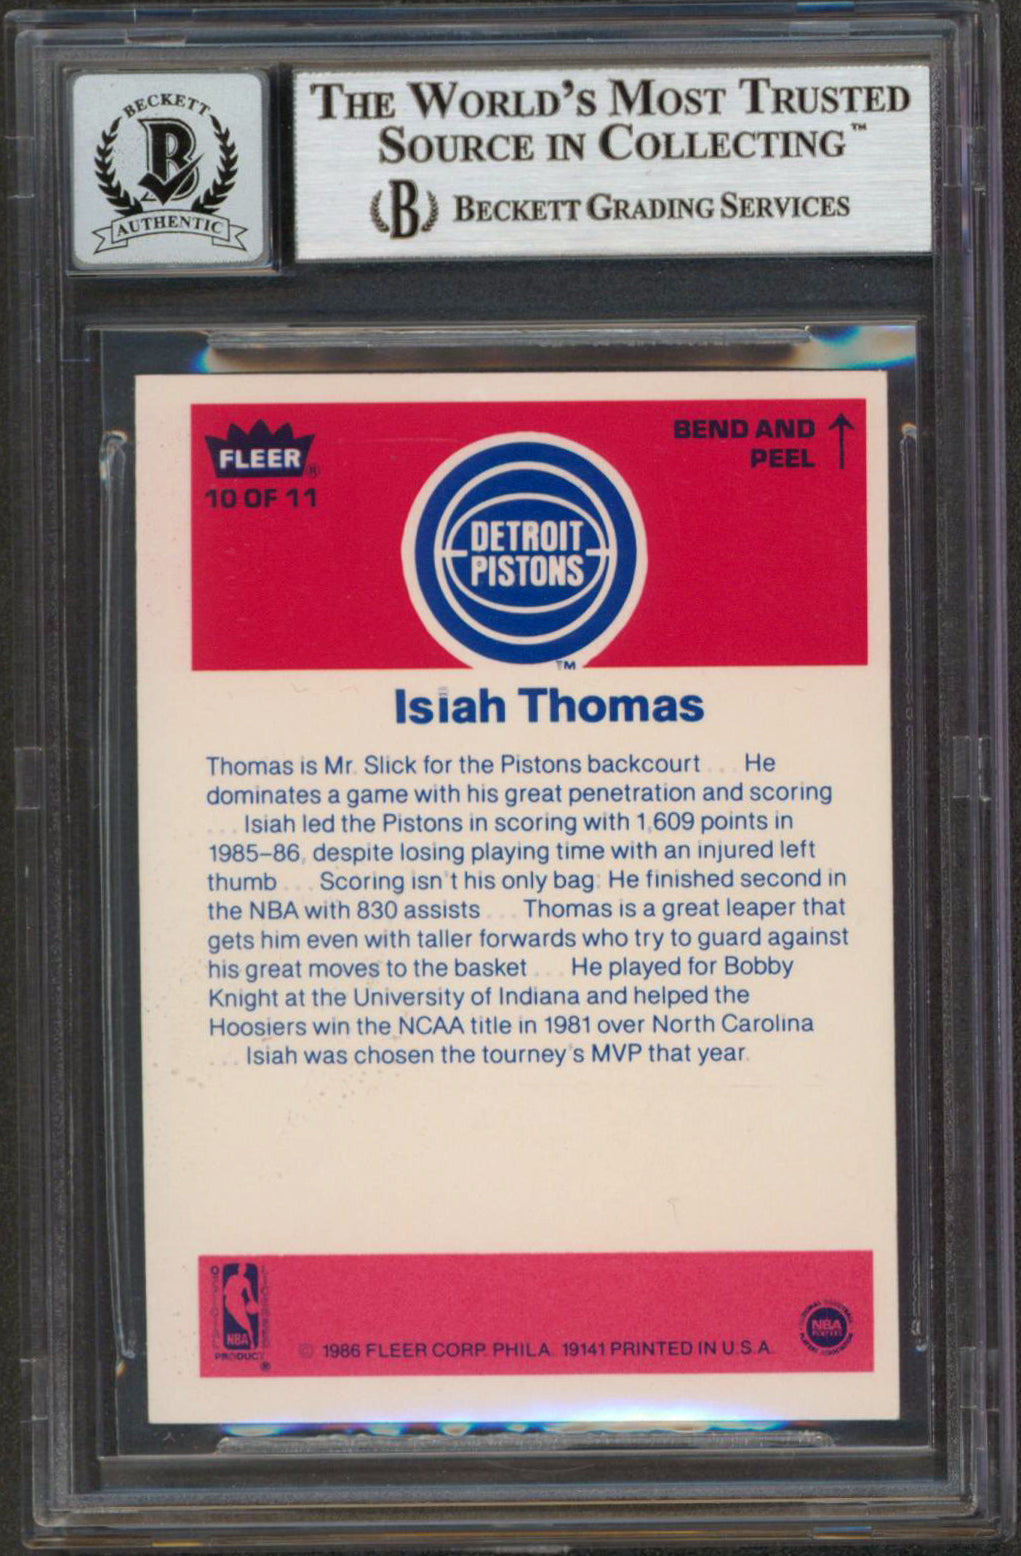 BECKETT
B
AUTHENTIC
THE WORLD'S MOST TRUSTED
SOURCE IN COLLECTING™
B BECKETT GRADING SERVICES
FLEER®
10 OF 11
BEND AND
PEEL
DETROIT
PISTONS
TM
Isiah Thomas
Thomas is Mr. Slick for the Pistons backcourt ... He
dominates a game with his great penetration and scoring
... Isiah led the Pistons in scoring with 1,609 points in
1985–86, despite losing playing time with an injured left
thumb ... Scoring isn't his only bag: He finished second in
the NBA with 830 assists ... Thomas is a great leaper that
gets him even with taller forwards who try to guard against
his great moves to the basket ... He played for Bobby
Knight at the University of Indiana and helped the
Hoosiers win the NCAA title in 1981 over North Carolina
... Isiah was chosen the tourney's MVP that year.
NBA
PRODUCT
®
© 1986 FLEER CORP. PHILA. 19141 PRINTED IN U.S.A.
NBA
PLAYERS